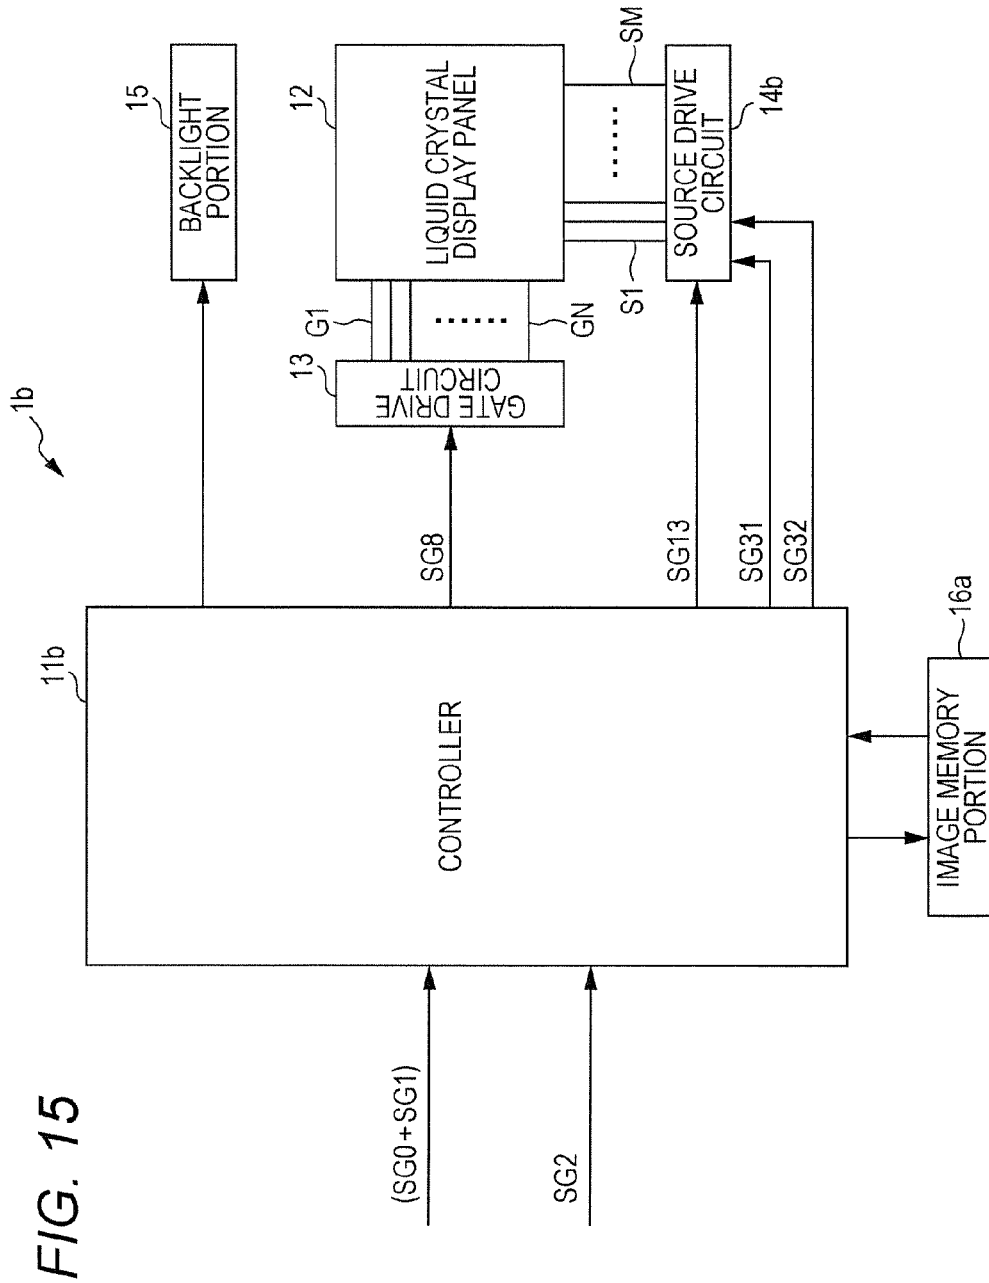 FIG. 15
1b
15
BACKLIGHT
PORTION
11b
CONTROLLER
(SG0+SG1)
SG2
SG8
13
GATE DRIVE
CIRCUIT
G1
GN
12
LIQUID CRYSTAL
DISPLAY PANEL
S1
SM
SG13
SG31
SG32
SOURCE DRIVE
CIRCUIT
14b
IMAGE MEMORY
PORTION
16a